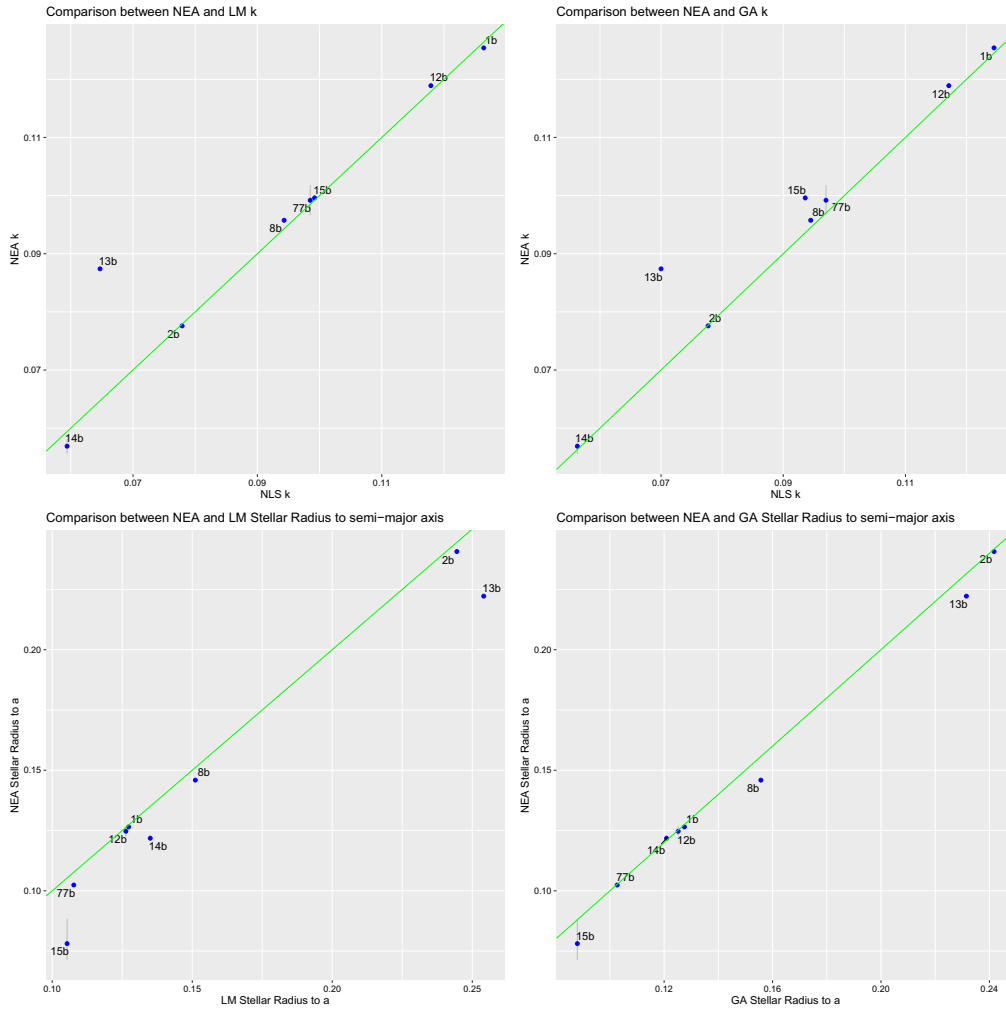 Comparison between NEA and LM k
NEA k
0.11
0.09
0.07
1b
12b
15b
77b
8b
13b
2b
14b
0.07
0.09
0.11
NLS k
Comparison between NEA and GA k
NEA k
0.11
0.09
0.07
1b
12b
15b
8b
77b
13b
2b
14b
0.07
0.09
0.11
NLS k
Comparison between NEA and LM Stellar Radius to semi−major axis
NEA Stellar Radius to a
0.20
0.15
0.10
2b
13b
8b
1b
12b
14b
77b
15b
0.10
0.15
0.20
0.25
LM Stellar Radius to a
Comparison between NEA and GA Stellar Radius to semi−major axis
NEA Stellar Radius to a
0.20
0.15
0.10
2b
13b
8b
1b
12b
14b
77b
15b
0.12
0.16
0.20
0.24
GA Stellar Radius to a